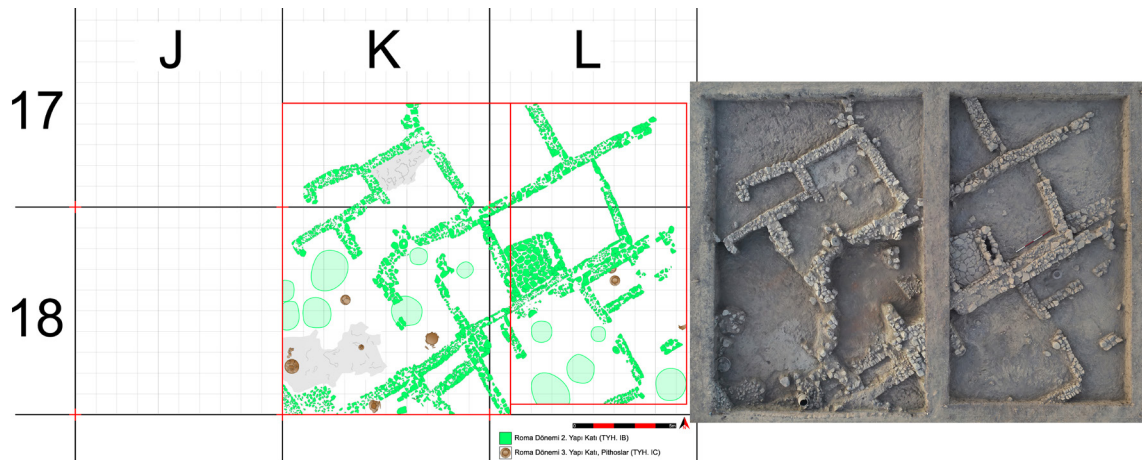 J K L
17
18
Roma Dönemi 2. Yapı Katı (TYH. IB)
Roma Dönemi 3. Yapı Katı, Pithoslar (TYH. IC)